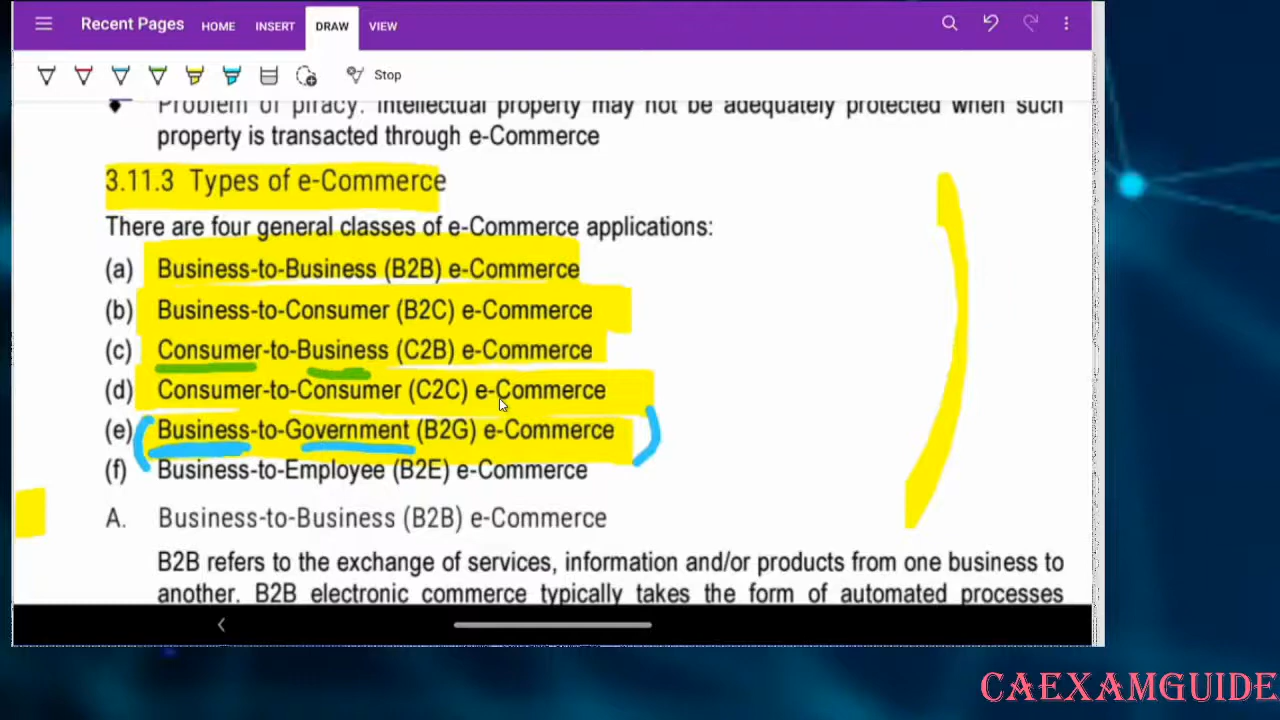 Recent Pages HOME INSERT DRAW VIEW
Stop
Problem of piracy: Intellectual property may not be adequately protected when such
property is transacted through e-Commerce
3.11.3 Types of e-Commerce
There are four general classes of e-Commerce applications:
(a) Business-to-Business (B2B) e-Commerce
(b) Business-to-Consumer (B2C) e-Commerce
(c) Consumer-to-Business (C2B) e-Commerce
(d) Consumer-to-Consumer (C2C) e-Commerce
(e) Business-to-Government (B2G) e-Commerce
(f) Business-to-Employee (B2E) e-Commerce
A. Business-to-Business (B2B) e-Commerce
B2B refers to the exchange of services, information and/or products from one business to
another. B2B electronic commerce typically takes the form of automated processes
CAEXAMGUIDE